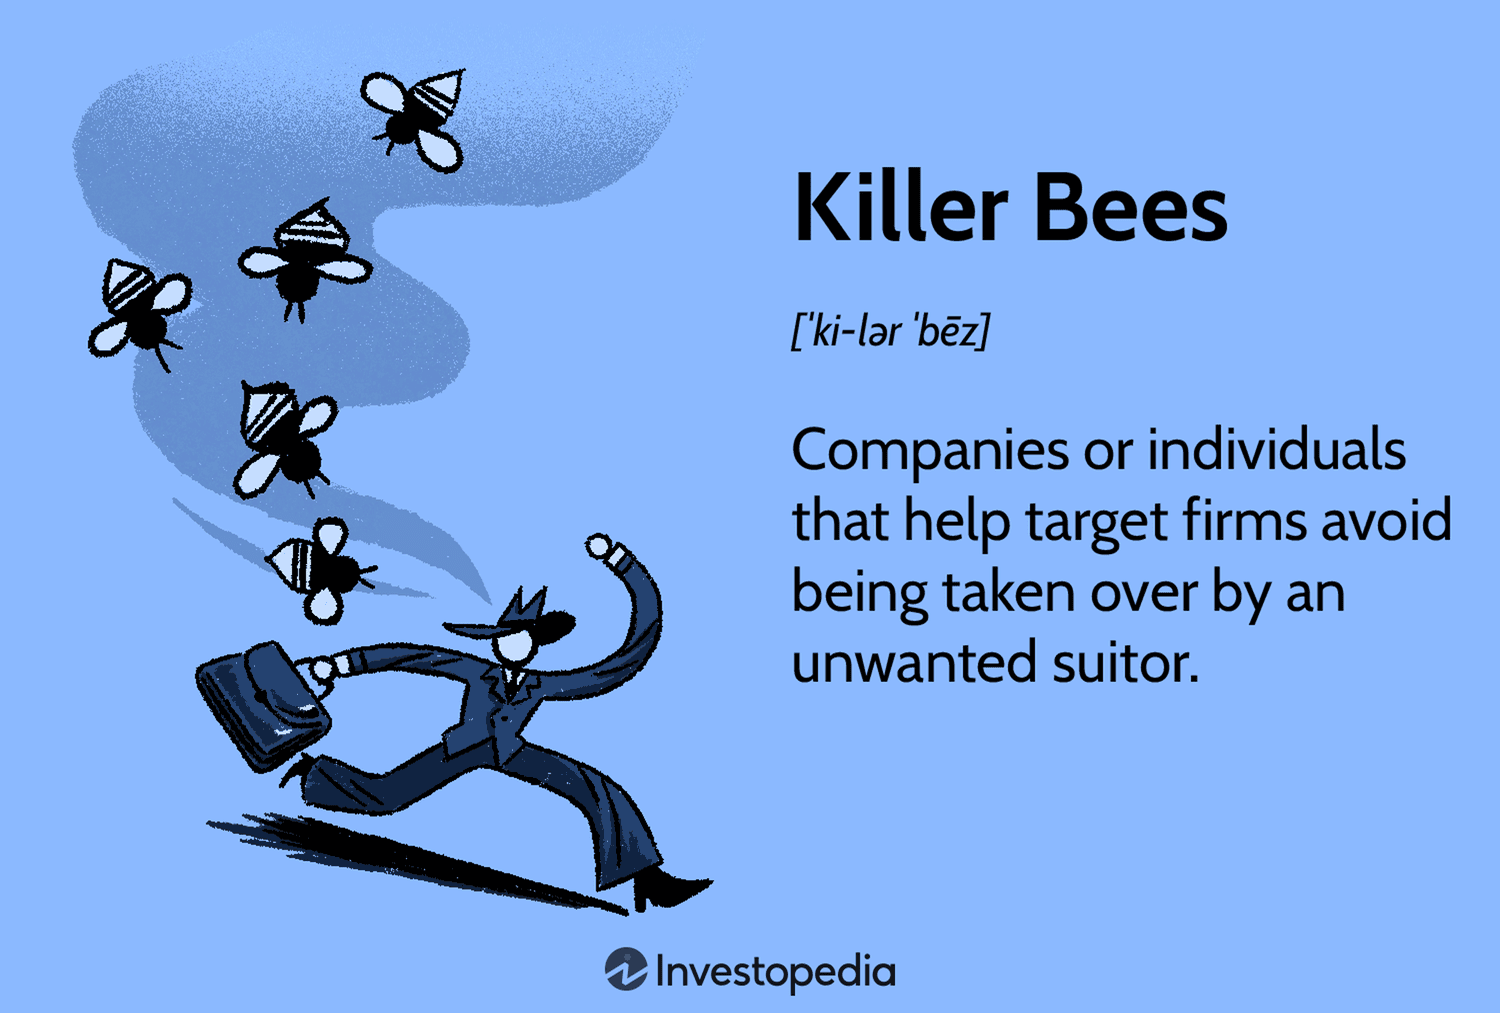 Killer Bees
[ˈki-lər ˈbēz]
Companies or individuals
that help target firms avoid
being taken over by an
unwanted suitor.
Investopedia